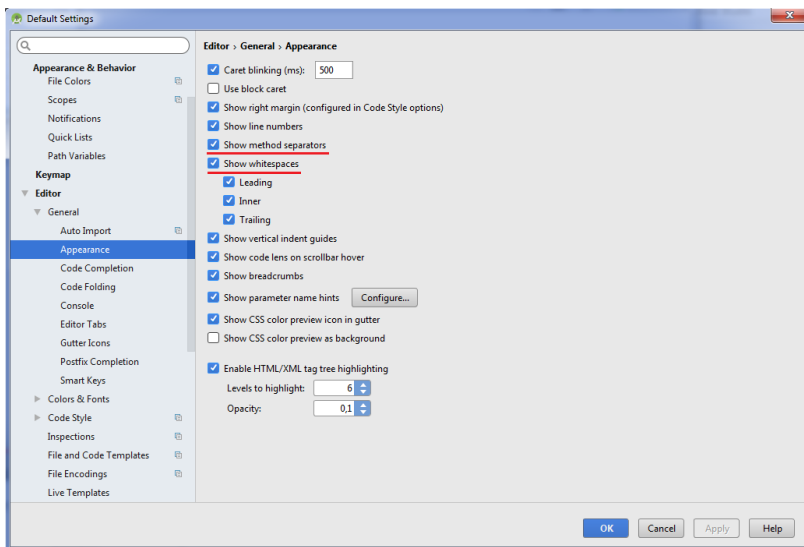 Default Settings
Appearance & Behavior
File Colors
Scopes
Notifications
Quick Lists
Path Variables
Keymap
Editor
General
Auto Import
Appearance
Code Completion
Code Folding
Console
Editor Tabs
Gutter Icons
Postfix Completion
Smart Keys
Colors & Fonts
Code Style
Inspections
File and Code Templates
File Encodings
Live Templates
Editor › General › Appearance
Caret blinking (ms): 500
Use block caret
Show right margin (configured in Code Style options)
Show line numbers
Show method separators
Show whitespaces
Leading
Inner
Trailing
Show vertical indent guides
Show code lens on scrollbar hover
Show breadcrumbs
Show parameter name hints Configure...
Show CSS color preview icon in gutter
Show CSS color preview as background
Enable HTML/XML tag tree highlighting
Levels to highlight: 6
Opacity: 0,1
OK Cancel Apply Help